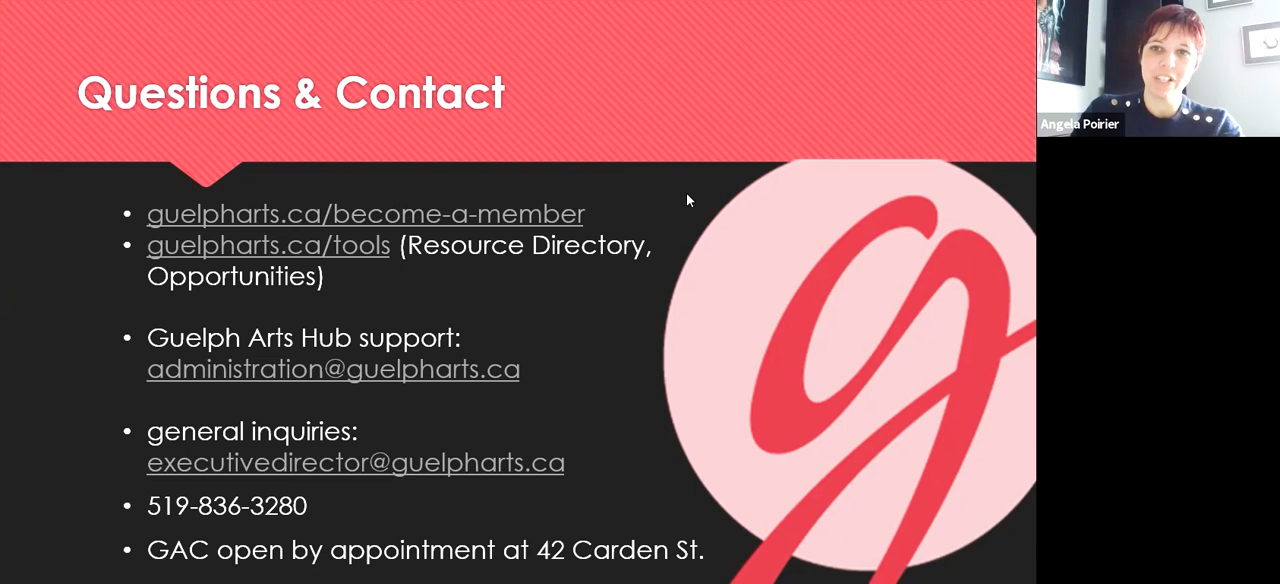 Questions & Contact
Angela Poirier
• guelpharts.ca/become-a-member
• guelpharts.ca/tools (Resource Directory,
Opportunities)
• Guelph Arts Hub support:
administration@guelpharts.ca
• general inquiries:
executivedirector@guelpharts.ca
• 519-836-3280
• GAC open by appointment at 42 Carden St.